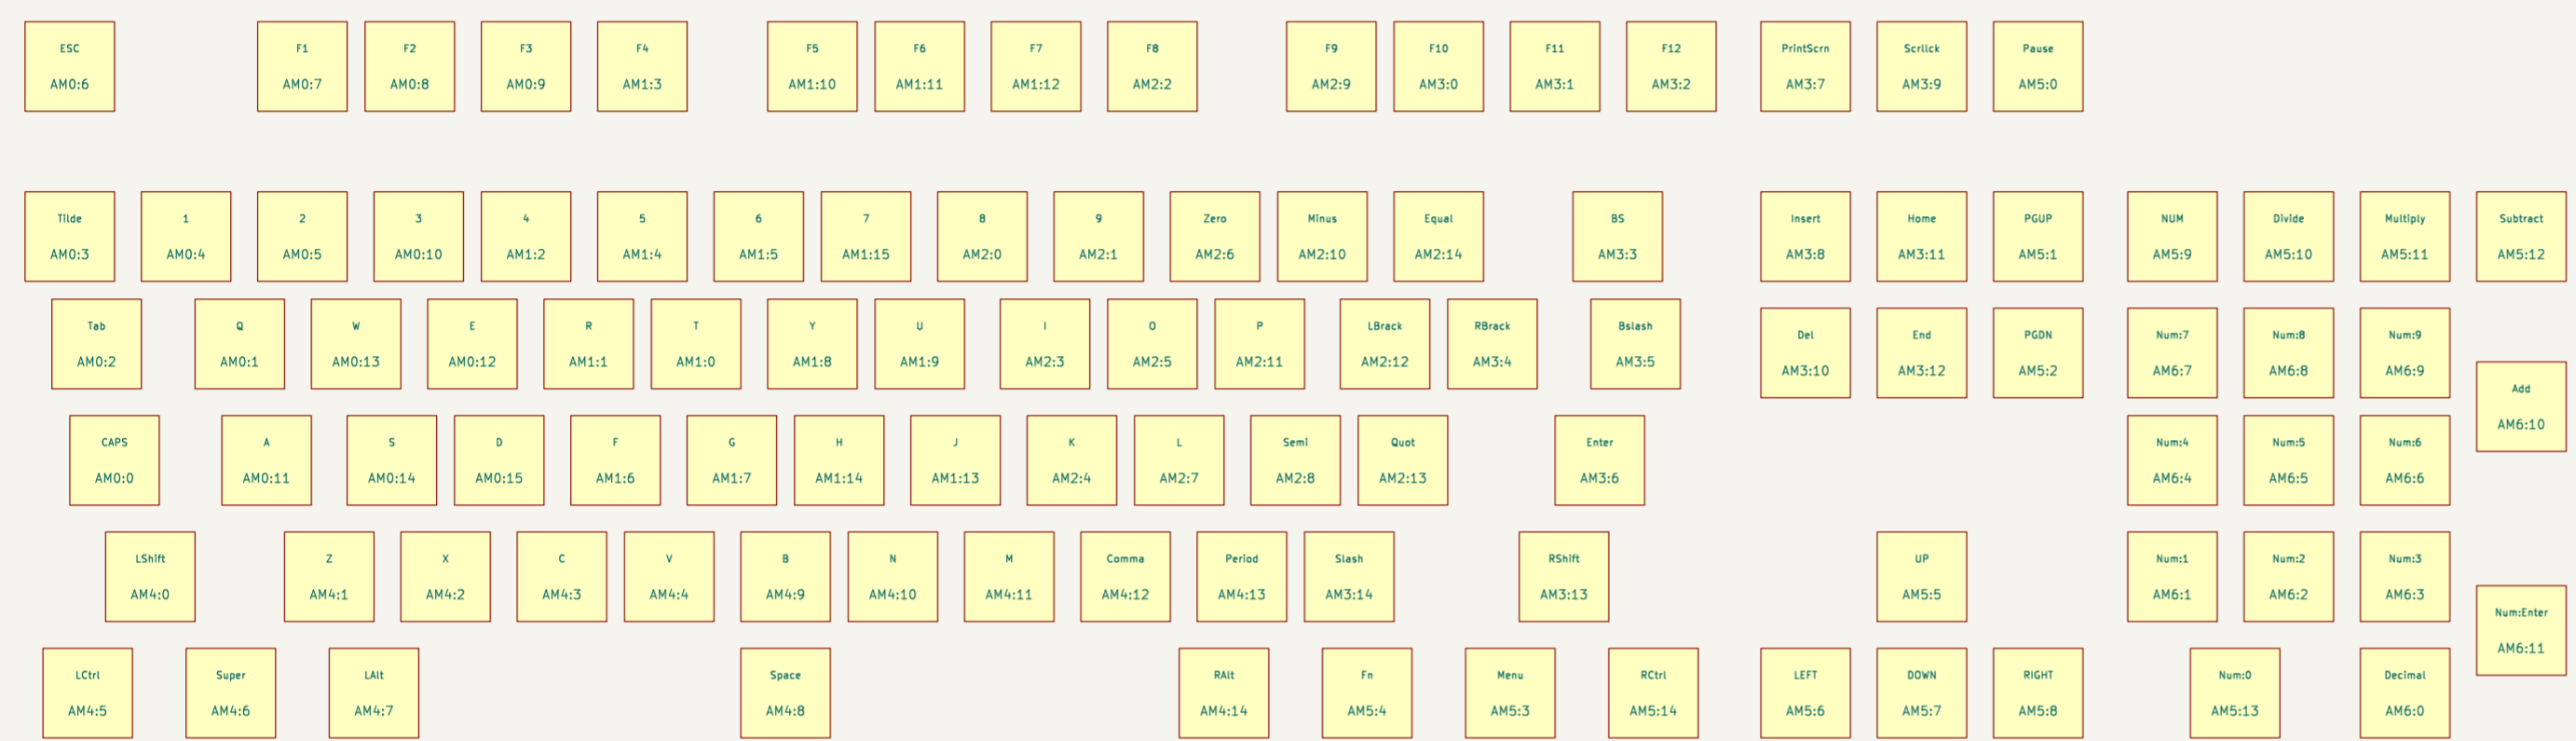 ESC F1 F2 F3 F4 F5 F6 F7 F8 F9 F10 F11 F12 PrintScrn Scrllck Pause
AM0:6 AM0:7 AM0:8 AM0:9 AM1:3 AM1:10 AM1:11 AM1:12 AM2:2 AM2:9 AM3:0 AM3:1 AM3:2 AM3:7 AM3:9 AM5:0
Tilde 1 2 3 4 5 6 7 8 9 Zero Minus Equal BS Insert Home PGUP NUM Divide Multiply Subtract
AM0:3 AM0:4 AM0:5 AM0:10 AM1:2 AM1:4 AM1:5 AM1:15 AM2:0 AM2:1 AM2:6 AM2:10 AM2:14 AM3:3 AM3:8 AM3:11 AM5:1 AM5:9 AM5:10 AM5:11 AM5:12
Tab Q W E R T Y U I O P LBrack RBrack Bslash Del End PGDN Num:7 Num:8 Num:9
AM0:2 AM0:1 AM0:13 AM0:12 AM1:1 AM1:0 AM1:8 AM1:9 AM2:3 AM2:5 AM2:11 AM2:12 AM3:4 AM3:5 AM3:10 AM3:12 AM5:2 AM6:7 AM6:8 AM6:9
Add
AM6:10
CAPS A S D F G H J K L Semi Quot Enter Num:4 Num:5 Num:6
AM0:0 AM0:11 AM0:14 AM0:15 AM1:6 AM1:7 AM1:14 AM1:13 AM2:4 AM2:7 AM2:8 AM2:13 AM3:6 AM6:4 AM6:5 AM6:6
LShift Z X C V B N M Comma Period Slash RShift UP Num:1 Num:2 Num:3
AM4:0 AM4:1 AM4:2 AM4:3 AM4:4 AM4:9 AM4:10 AM4:11 AM4:12 AM4:13 AM3:14 AM3:13 AM5:5 AM6:1 AM6:2 AM6:3
Num:Enter
AM6:11
LCtrl Super LAlt Space RAlt Fn Menu RCtrl LEFT DOWN RIGHT Num:0 Decimal
AM4:5 AM4:6 AM4:7 AM4:8 AM4:14 AM5:4 AM5:3 AM5:14 AM5:6 AM5:7 AM5:8 AM5:13 AM6:0